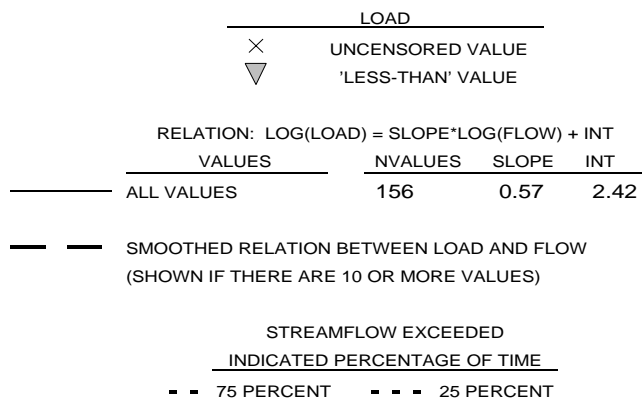 LOAD
UNCENSORED VALUE
'LESS-THAN' VALUE
RELATION: LOG(LOAD) = SLOPE*LOG(FLOW) + INT
VALUES NVALUES SLOPE INT
ALL VALUES 156 0.57 2.42
SMOOTHED RELATION BETWEEN LOAD AND FLOW
(SHOWN IF THERE ARE 10 OR MORE VALUES)
STREAMFLOW EXCEEDED
INDICATED PERCENTAGE OF TIME
75 PERCENT 25 PERCENT